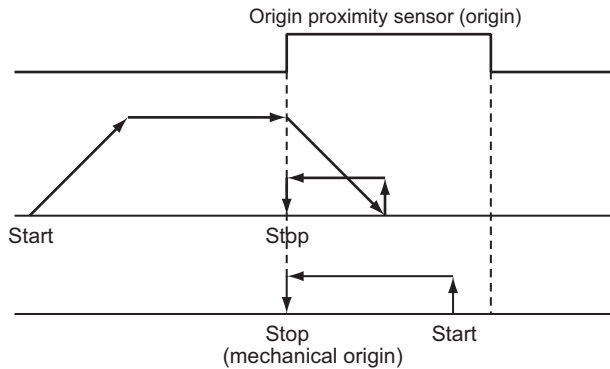 Origin proximity sensor (origin)
Start
Stop
Stop
Start
(mechanical origin)